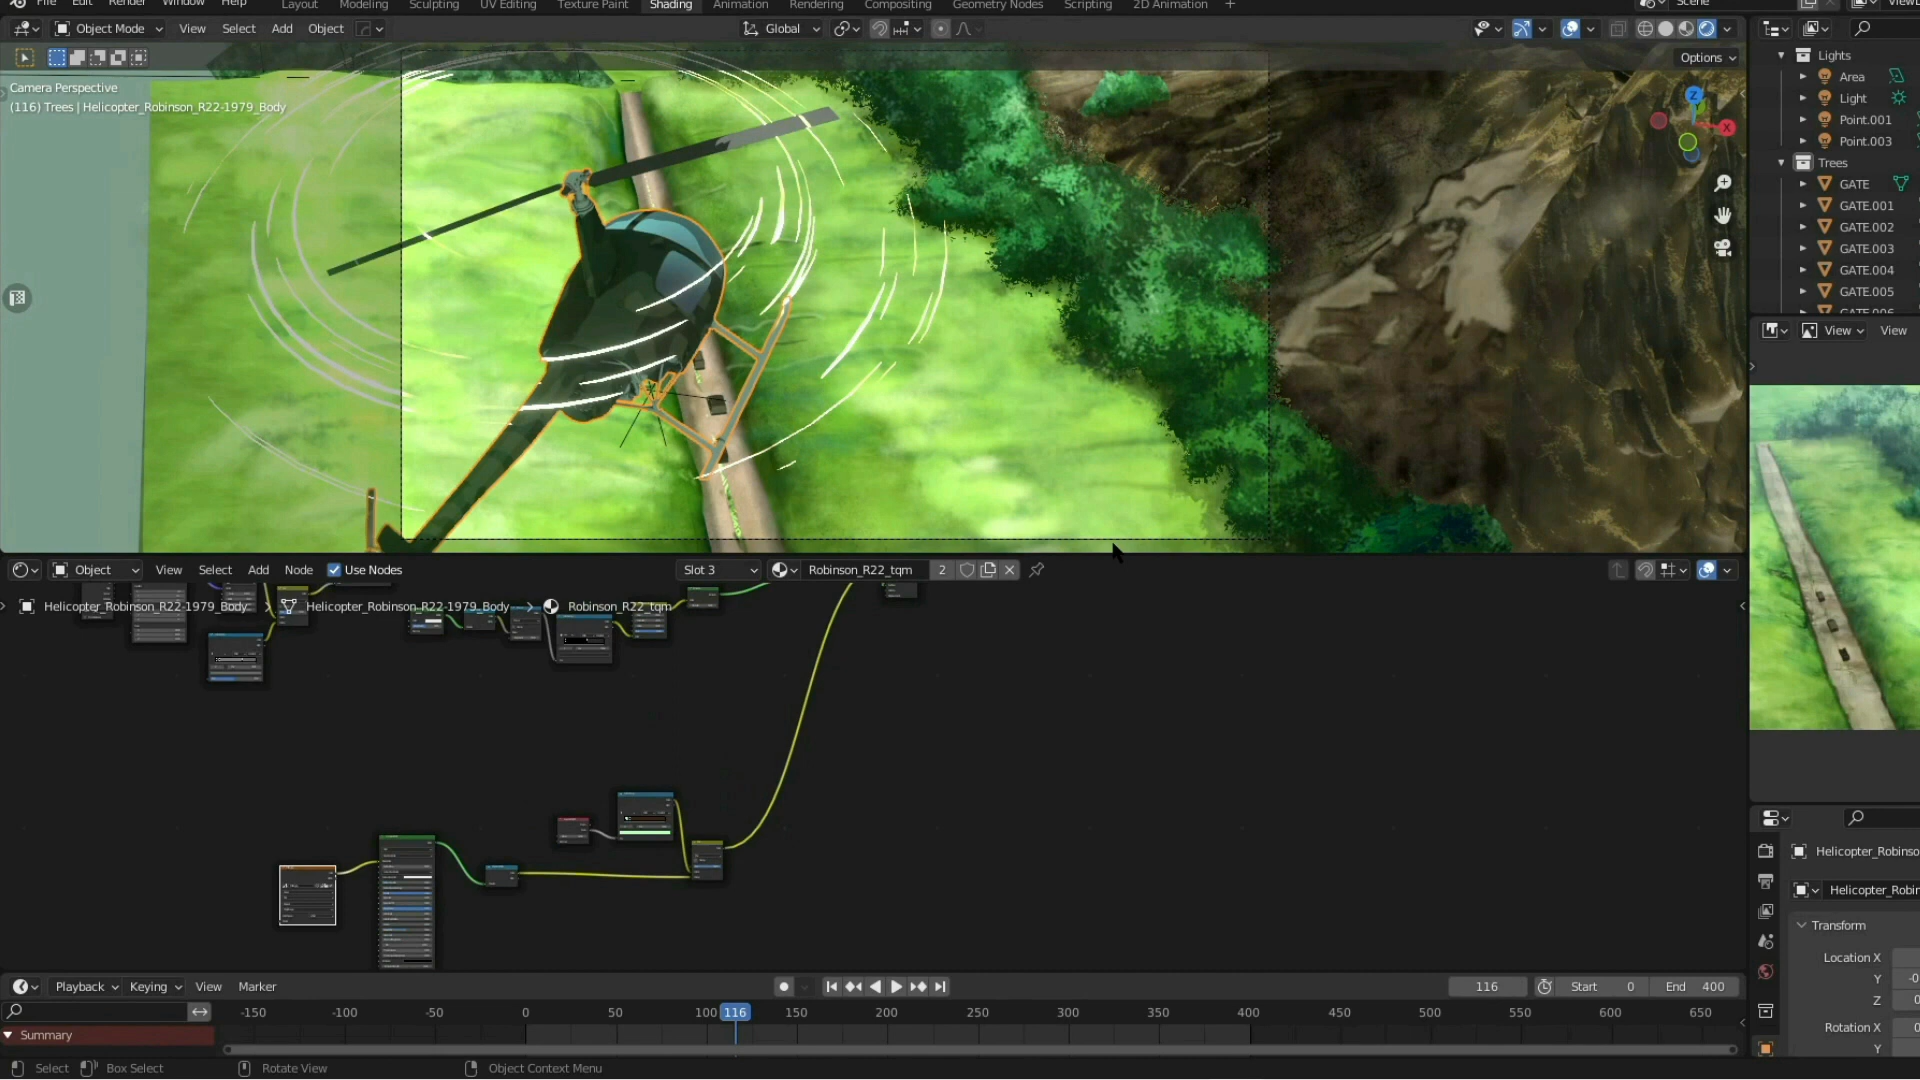 File Edit Render Window Help Layout Modeling Sculpting UV Editing Texture Paint Shading Animation Rendering Compositing Geometry Nodes Scripting 2D Animation + Scene
Object Mode View Select Add Object Global
Options
Camera Perspective
(116) Trees | Helicopter_Robinson_R22-1979_Body
Z
X
Lights
Area
Light
Point.001
Point.003
Trees
GATE
GATE.001
GATE.002
GATE.003
GATE.004
GATE.005
GATE.006
View View
Object View Select Add Node Use Nodes Slot 3 Robinson_R22_tqm 2
Helicopter_Robinson_R22-1979_Body Helicopter_Robinson_R22-1979_Body Robinson_R22_tqm
Helicopter_Robinso
Helicopter_Robin
Transform
Location X
Y -0
Z 0
Rotation X 0
Y
Playback Keying View Marker 116 Start 0 End 400
-150 -100 -50 0 50 100 116 150 200 250 300 350 400 450 500 550 600 650
Summary
Select Box Select Rotate View Object Context Menu